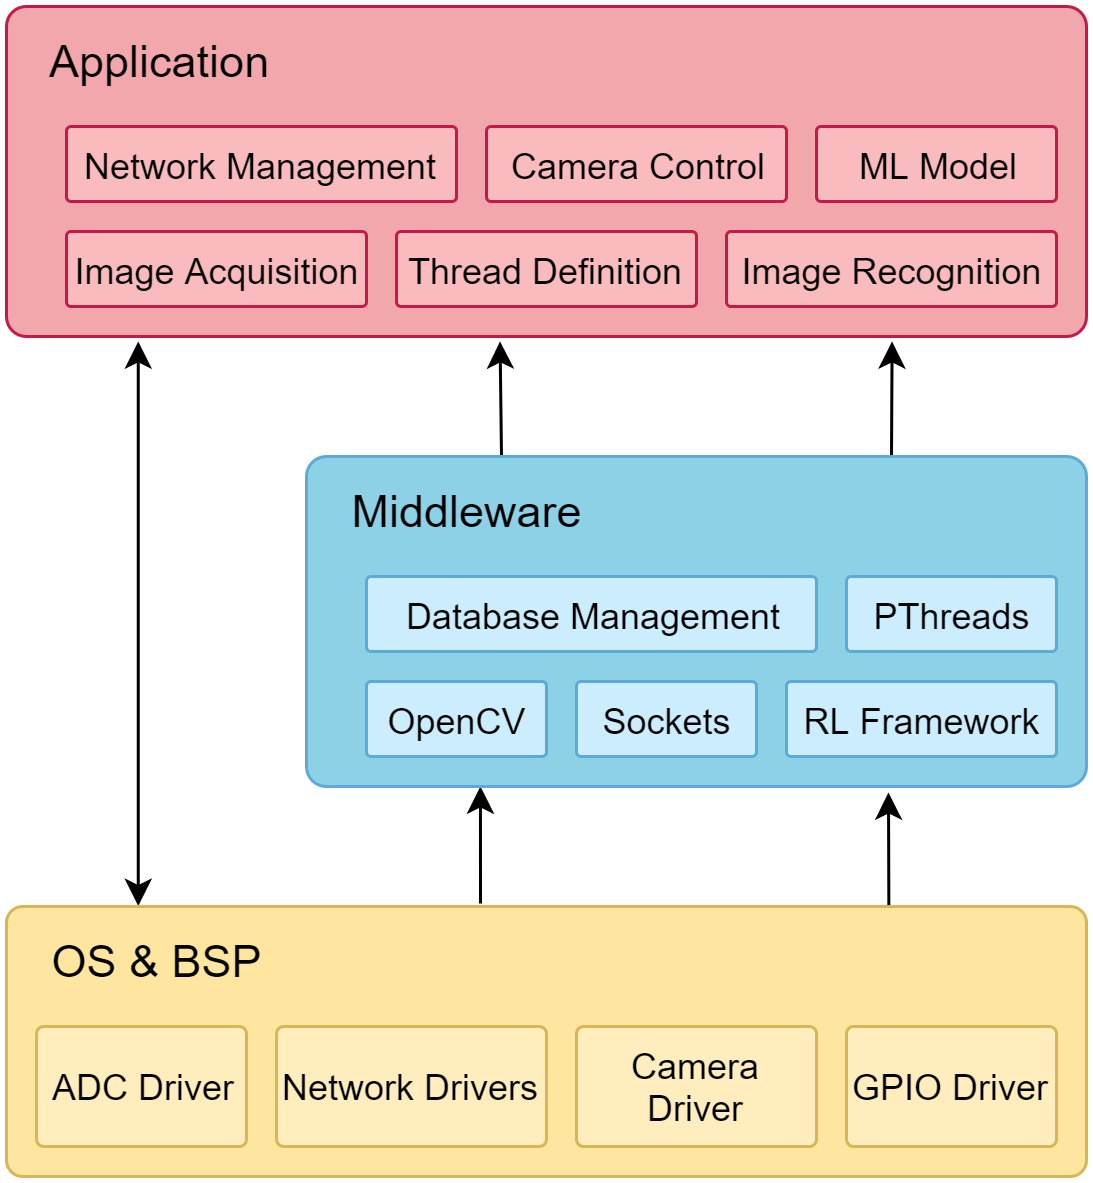 Application
Network Management
Camera Control
ML Model
Image Acquisition
Thread Definition
Image Recognition
Middleware
Database Management
PThreads
OpenCV
Sockets
RL Framework
OS & BSP
ADC Driver
Network Drivers
Camera
Driver
GPIO Driver